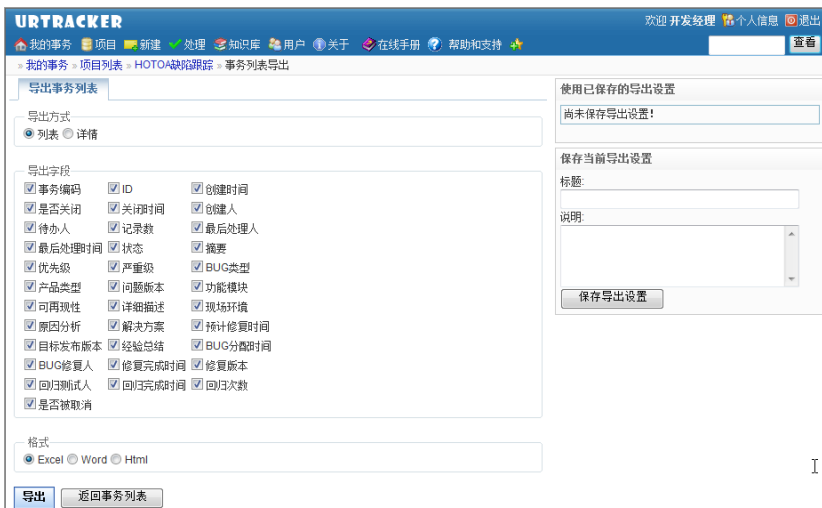 URTRACKER
欢迎 开发经理 个人信息 退出
我的事务 项目 新建 处理 知识库 用户 关于 在线手册 帮助和支持 查看
» 我的事务 » 项目列表 » HOTOA缺陷跟踪 » 事务列表导出
导出事务列表
导出方式
列表 详情
导出字段
事务编码 ID 创建时间
是否关闭 关闭时间 创建人
待办人 记录数 最后处理人
最后处理时间 状态 摘要
优先级 严重级 BUG类型
产品类型 问题版本 功能模块
可再现性 详细描述 现场环境
原因分析 解决方案 预计修复时间
目标发布版本 经验总结 BUG分配时间
BUG修复人 修复完成时间 修复版本
回归测试人 回归完成时间 回归次数
是否被取消
格式
Excel Word Html
导出 返回事务列表
使用已保存的导出设置
尚未保存导出设置!
保存当前导出设置
标题:
说明:
保存导出设置